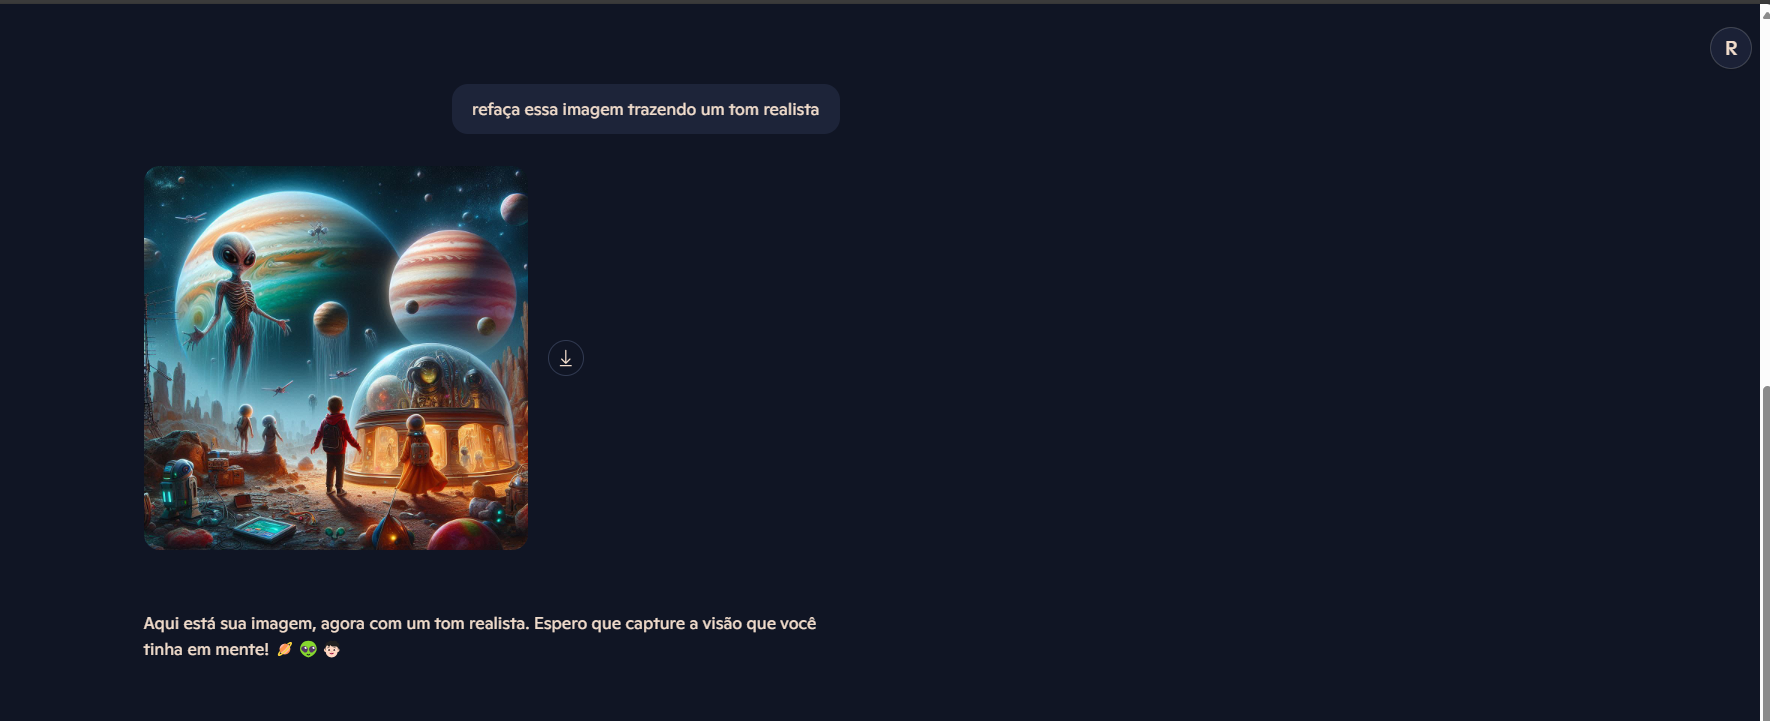 R
refaça essa imagem trazendo um tom realista
Aqui está sua imagem, agora com um tom realista. Espero que capture a visão que você
tinha em mente! 🪐 👽 👦🏻